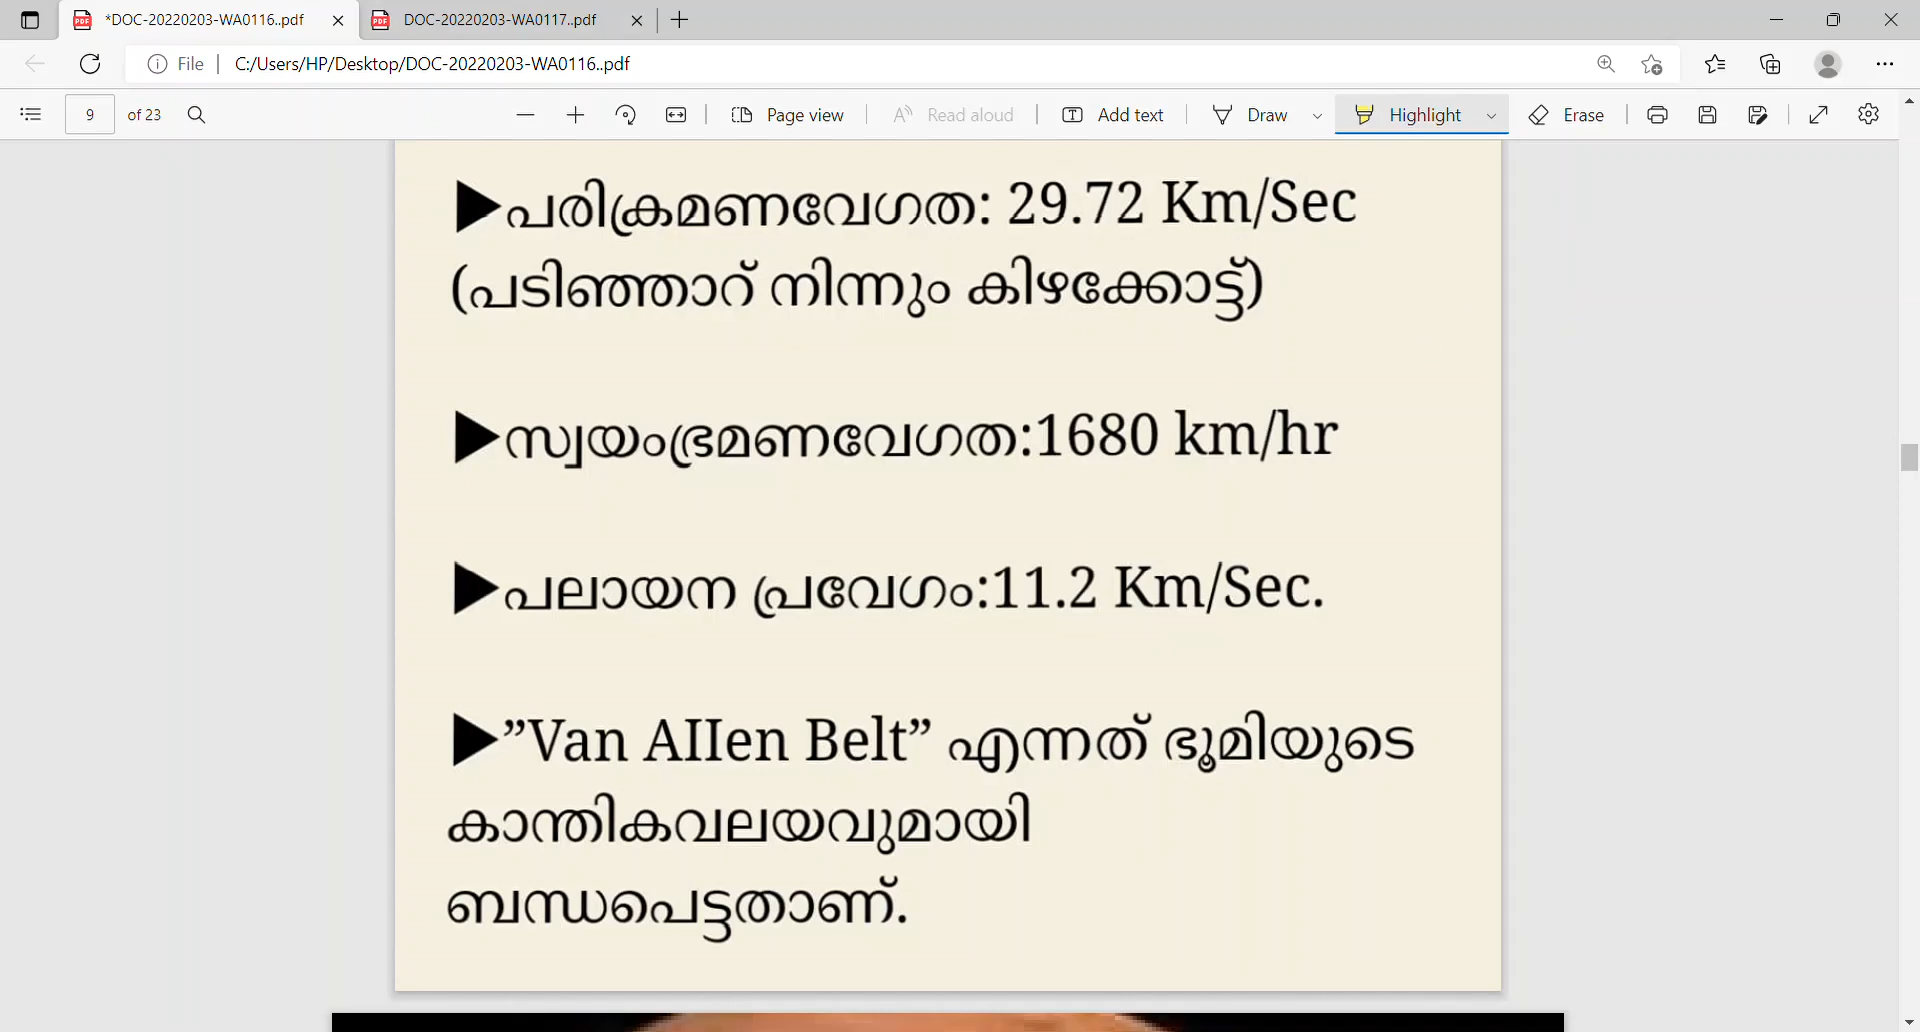 *DOC-20220203-WA0116..pdf
DOC-20220203-WA0117..pdf
File
C:/Users/HP/Desktop/DOC-20220203-WA0116..pdf
9 of 23
Page view
Read aloud
Add text
Draw
Highlight
Erase
▶പരിക്രമണവേഗത: 29.72 Km/Sec
(പടിഞ്ഞാറ് നിന്നും കിഴക്കോട്ട്)
▶സ്വയംഭ്രമണവേഗത:1680 km/hr
▶പലായന പ്രവേഗം:11.2 Km/Sec.
▶”Van AIIen Belt” എന്നത് ഭൂമിയുടെ
കാന്തികവലയവുമായി
ബന്ധപെട്ടതാണ്.